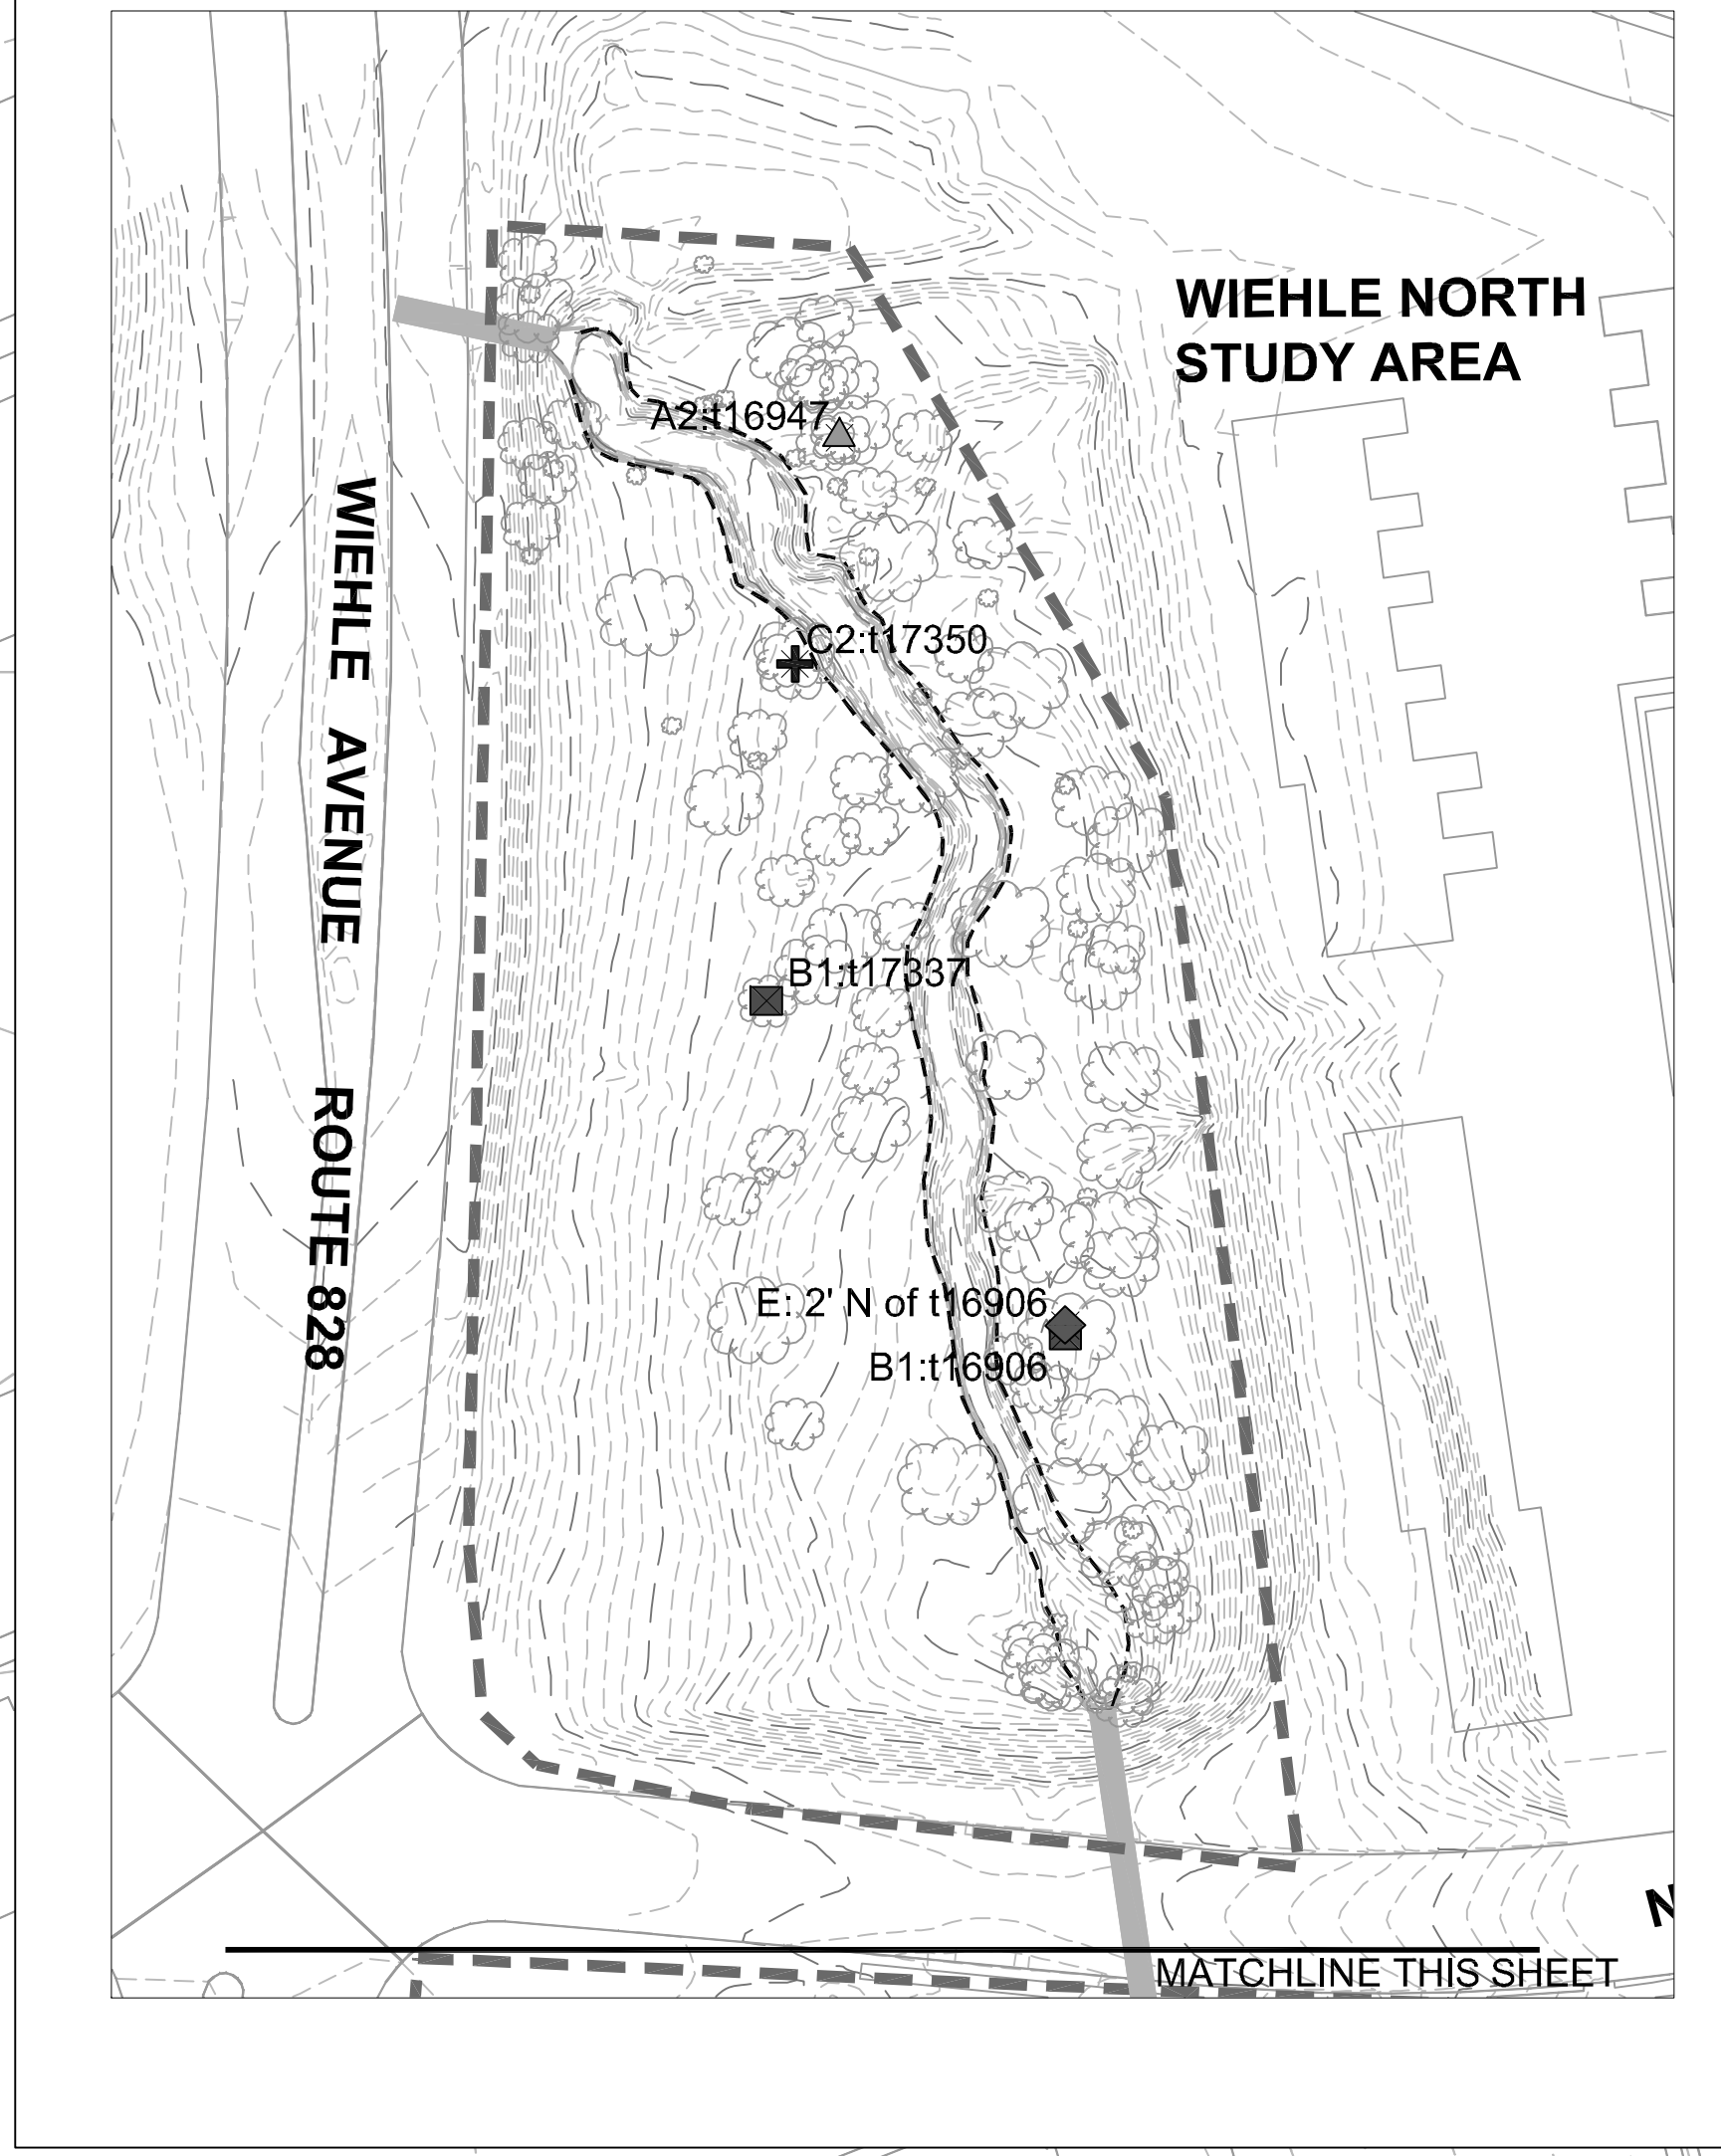 WIEHLE NORTH
STUDY AREA
A2:t16947
WIEHLE AVENUE
C2:t17350
B1:t17337
ROUTE 828
E: 2' N of t16906
B1:t16906
N
MATCHLINE THIS SHEET